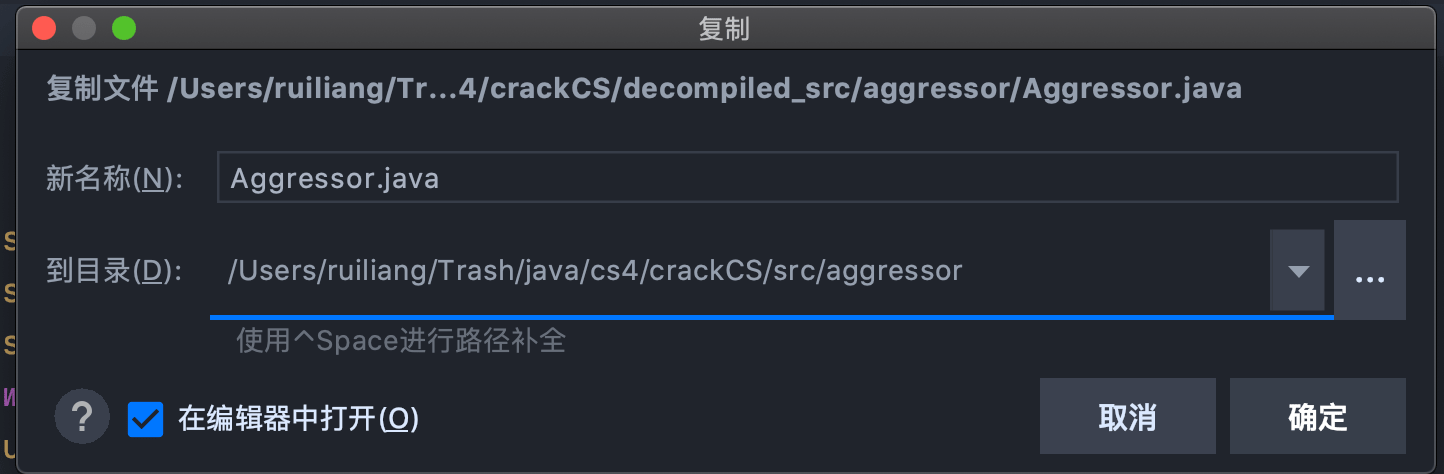 复制
复制文件 /Users/ruiliang/Tr...4/crackCS/decompiled_src/aggressor/Aggressor.java
新名称(N): Aggressor.java
到目录(D): /Users/ruiliang/Trash/java/cs4/crackCS/src/aggressor ...
使用^Space进行路径补全
? 在编辑器中打开(O) 取消 确定